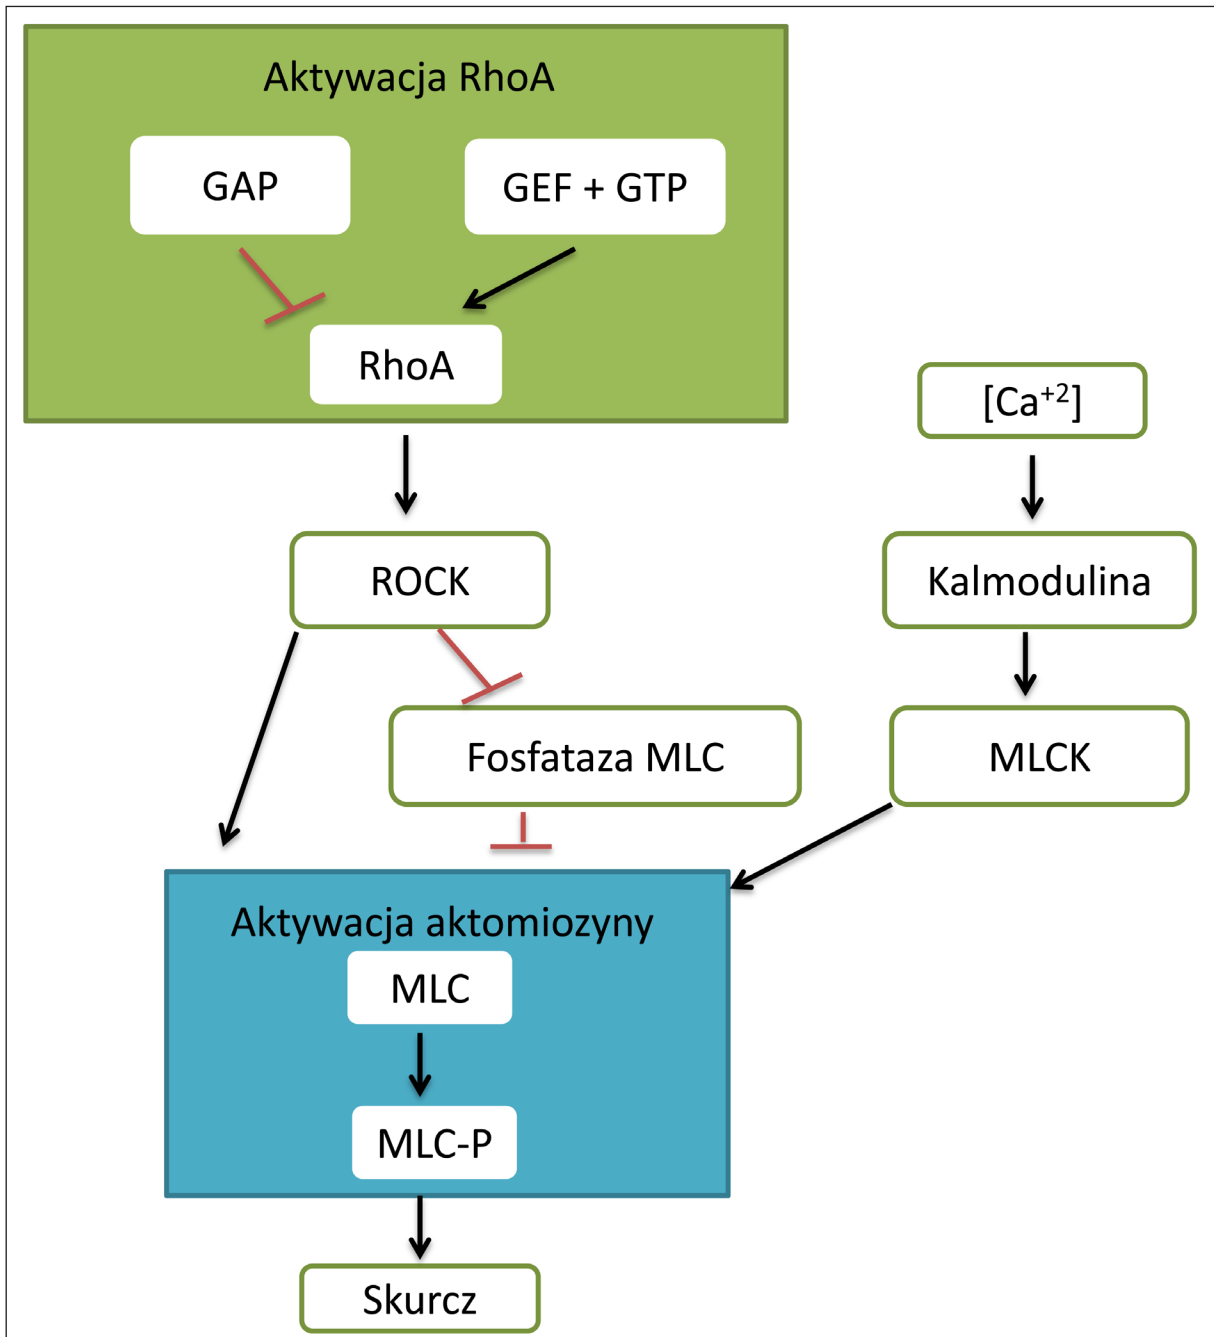 Aktywacja RhoA
GAP
GEF + GTP
RhoA
[Ca⁺²]
ROCK
Kalmodulina
Fosfataza MLC
MLCK
Aktywacja aktomiozyny
MLC
MLC-P
Skurcz